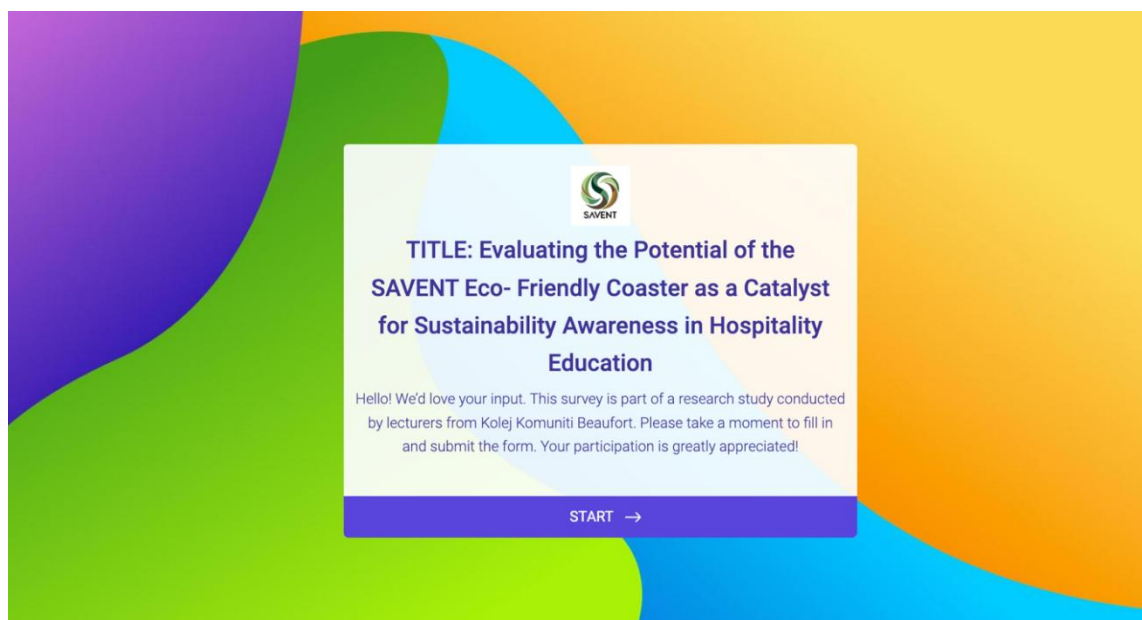 SAVENT
TITLE: Evaluating the Potential of the
SAVENT Eco- Friendly Coaster as a Catalyst
for Sustainability Awareness in Hospitality
Education
Hello! We'd love your input. This survey is part of a research study conducted
by lecturers from Kolej Komuniti Beaufort. Please take a moment to fill in
and submit the form. Your participation is greatly appreciated!
START →